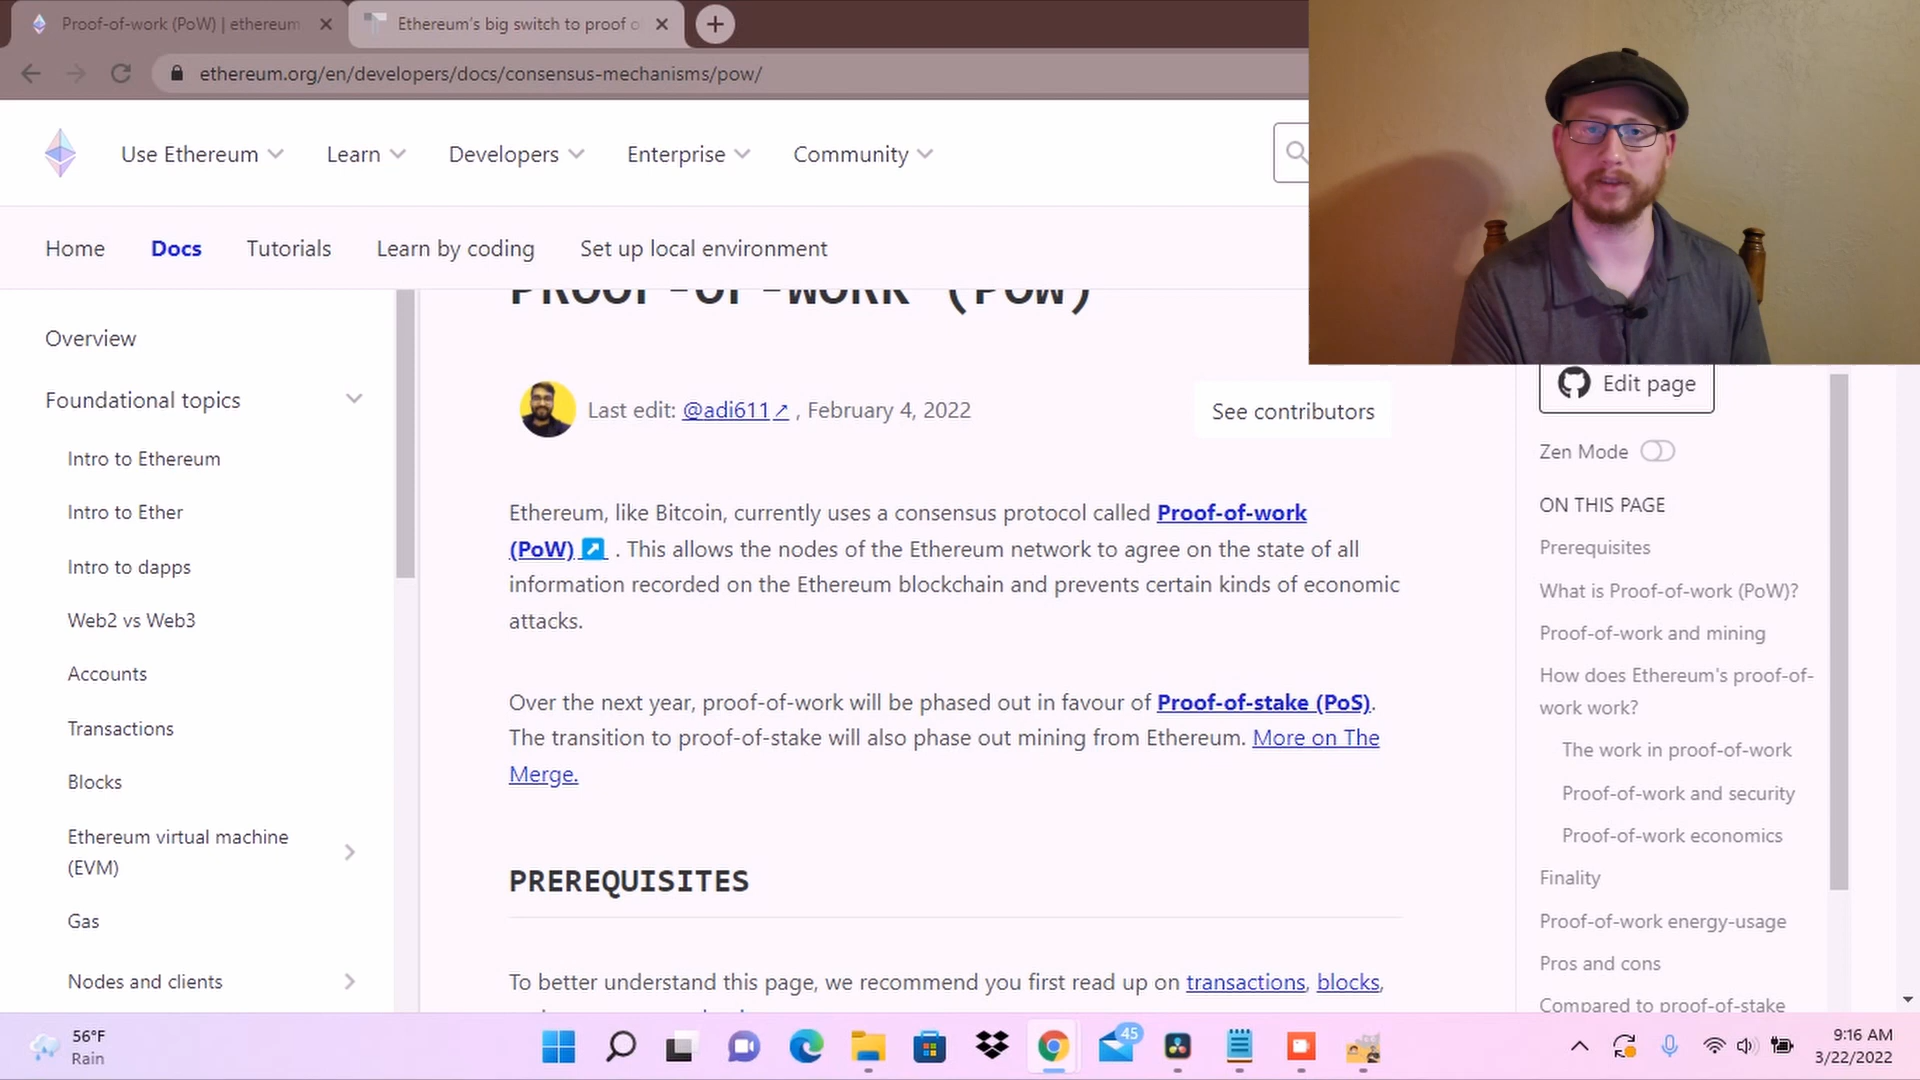 Proof-of-work (PoW) | ethereum
Ethereum's big switch to proof o
ethereum.org/en/developers/docs/consensus-mechanisms/pow/
Use Ethereum
Learn
Developers
Enterprise
Community
Home
Docs
Tutorials
Learn by coding
Set up local environment
Overview
Foundational topics
Intro to Ethereum
Intro to Ether
Intro to dapps
Web2 vs Web3
Accounts
Transactions
Blocks
Ethereum virtual machine
(EVM)
Gas
Nodes and clients
PROOF-OF-WORK (POW)
Last edit: @adi611↗ , February 4, 2022
See contributors
Ethereum, like Bitcoin, currently uses a consensus protocol called Proof-of-work
(PoW) . This allows the nodes of the Ethereum network to agree on the state of all
information recorded on the Ethereum blockchain and prevents certain kinds of economic
attacks.
Over the next year, proof-of-work will be phased out in favour of Proof-of-stake (PoS).
The transition to proof-of-stake will also phase out mining from Ethereum. More on The
Merge.
PREREQUISITES
To better understand this page, we recommend you first read up on transactions, blocks,
Edit page
Zen Mode
ON THIS PAGE
Prerequisites
What is Proof-of-work (PoW)?
Proof-of-work and mining
How does Ethereum's proof-of-
work work?
The work in proof-of-work
Proof-of-work and security
Proof-of-work economics
Finality
Proof-of-work energy-usage
Pros and cons
Compared to proof-of-stake
56°F
Rain
45
9:16 AM
3/22/2022